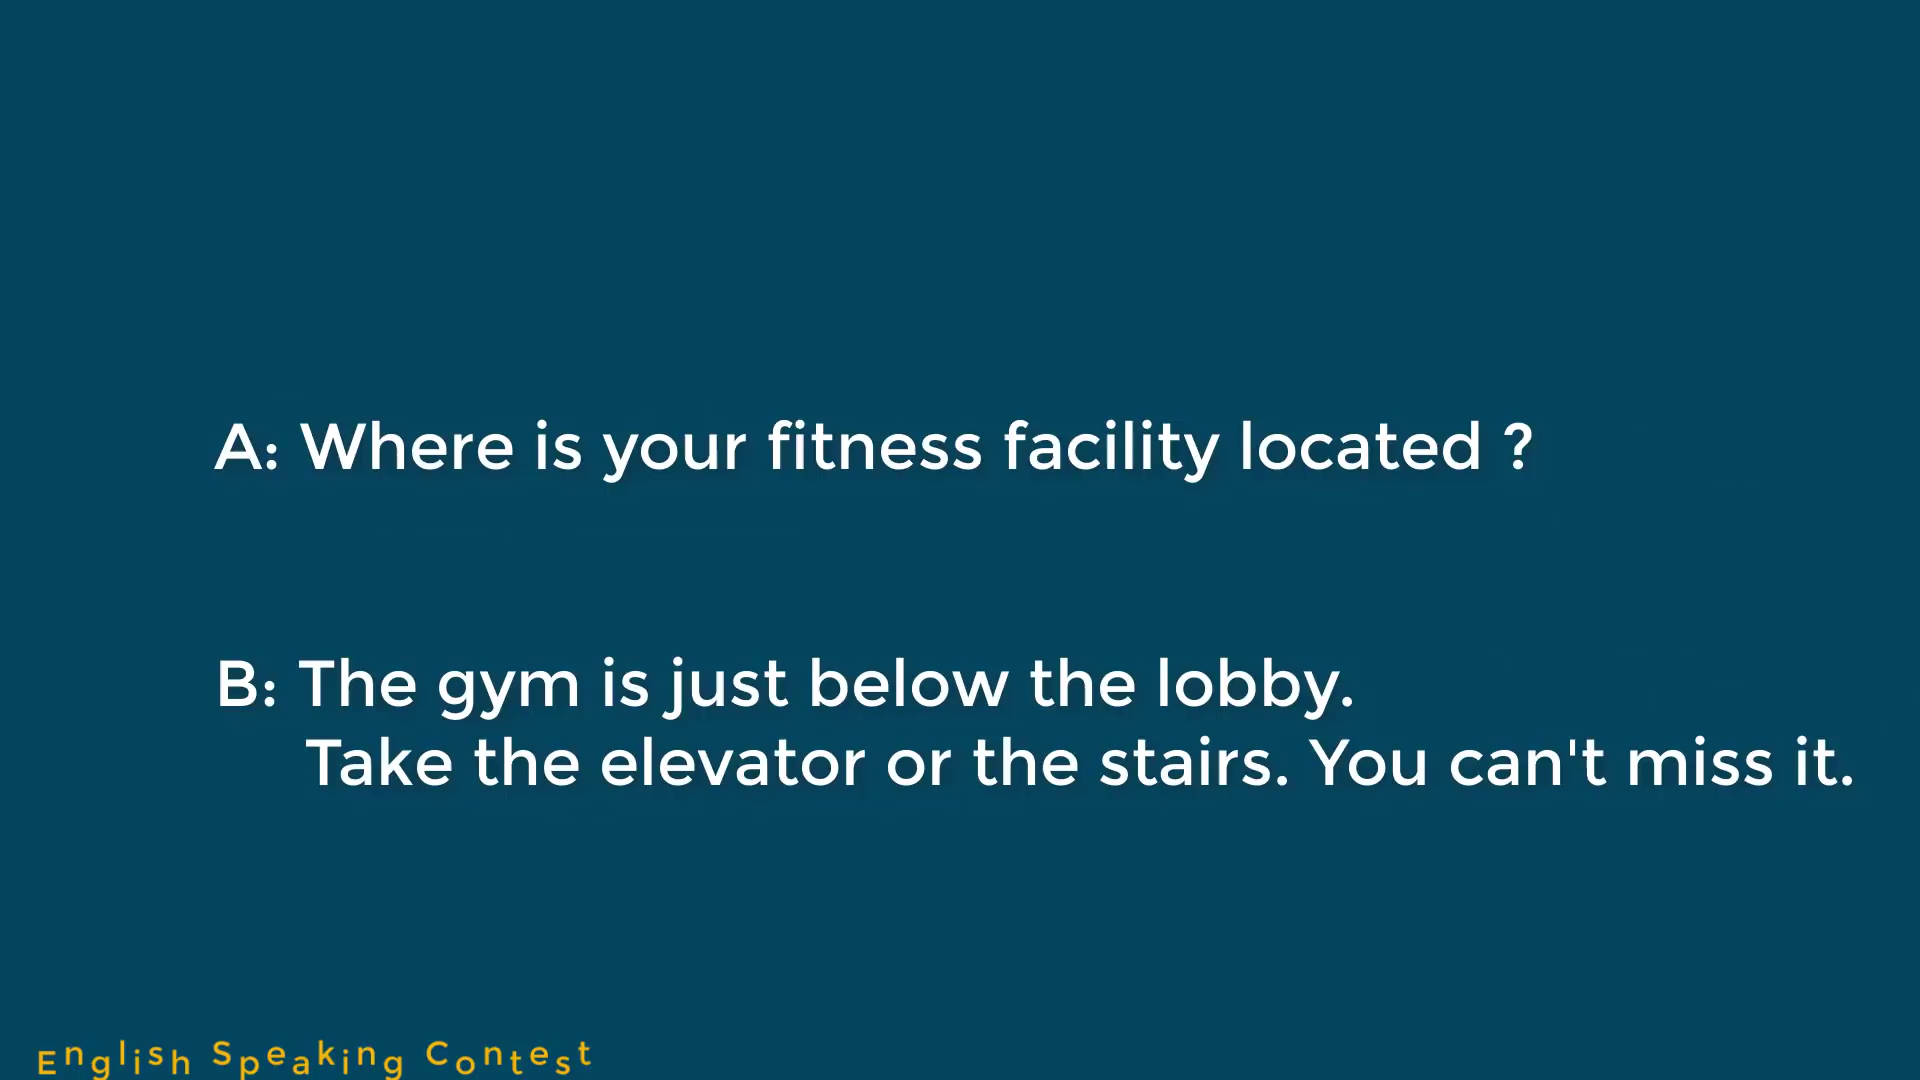 A: Where is your fitness facility located ?
B: The gym is just below the lobby.
Take the elevator or the stairs. You can't miss it.
English Speaking Contest